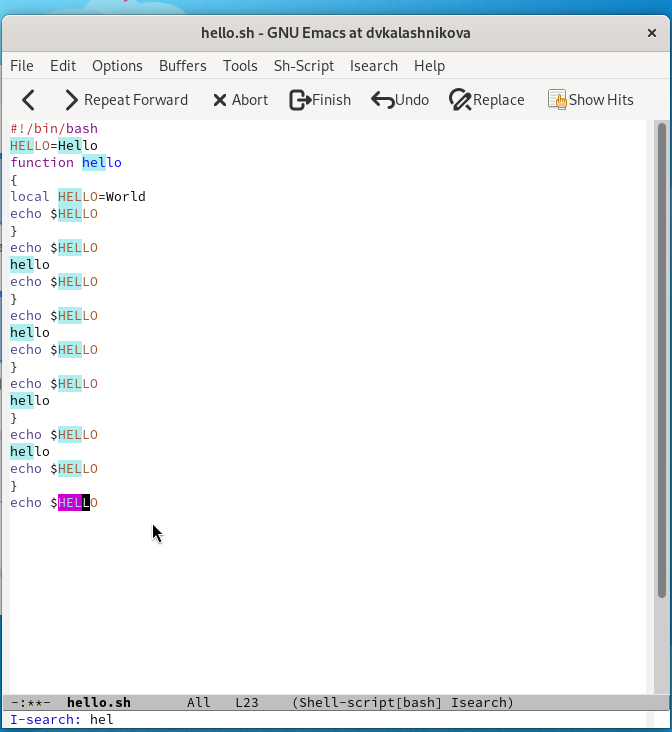 hello.sh - GNU Emacs at dvkalashnikova ×
File Edit Options Buffers Tools Sh-Script Isearch Help
Repeat Forward Abort Finish Undo Replace Show Hits
#!/bin/bash
HELLO=Hello
function hello
{
local HELLO=World
echo $HELLO
}
echo $HELLO
hello
echo $HELLO
}
echo $HELLO
hello
echo $HELLO
}
echo $HELLO
hello
}
echo $HELLO
hello
echo $HELLO
}
echo $HELLO
-:**- hello.sh All L23 (Shell-script[bash] Isearch)
I-search: hel